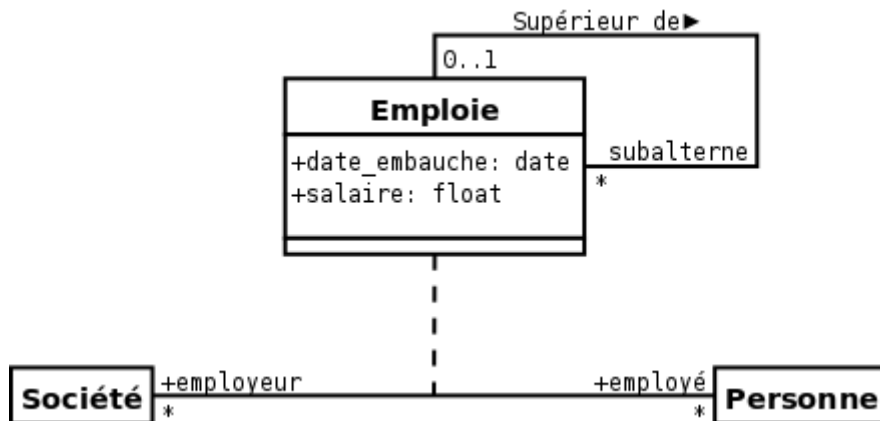 Supérieur de►
0..1
Emploie
+date_embauche: date
+salaire: float
subalterne
*
+employeur
+employé
Société
*
*
Personne